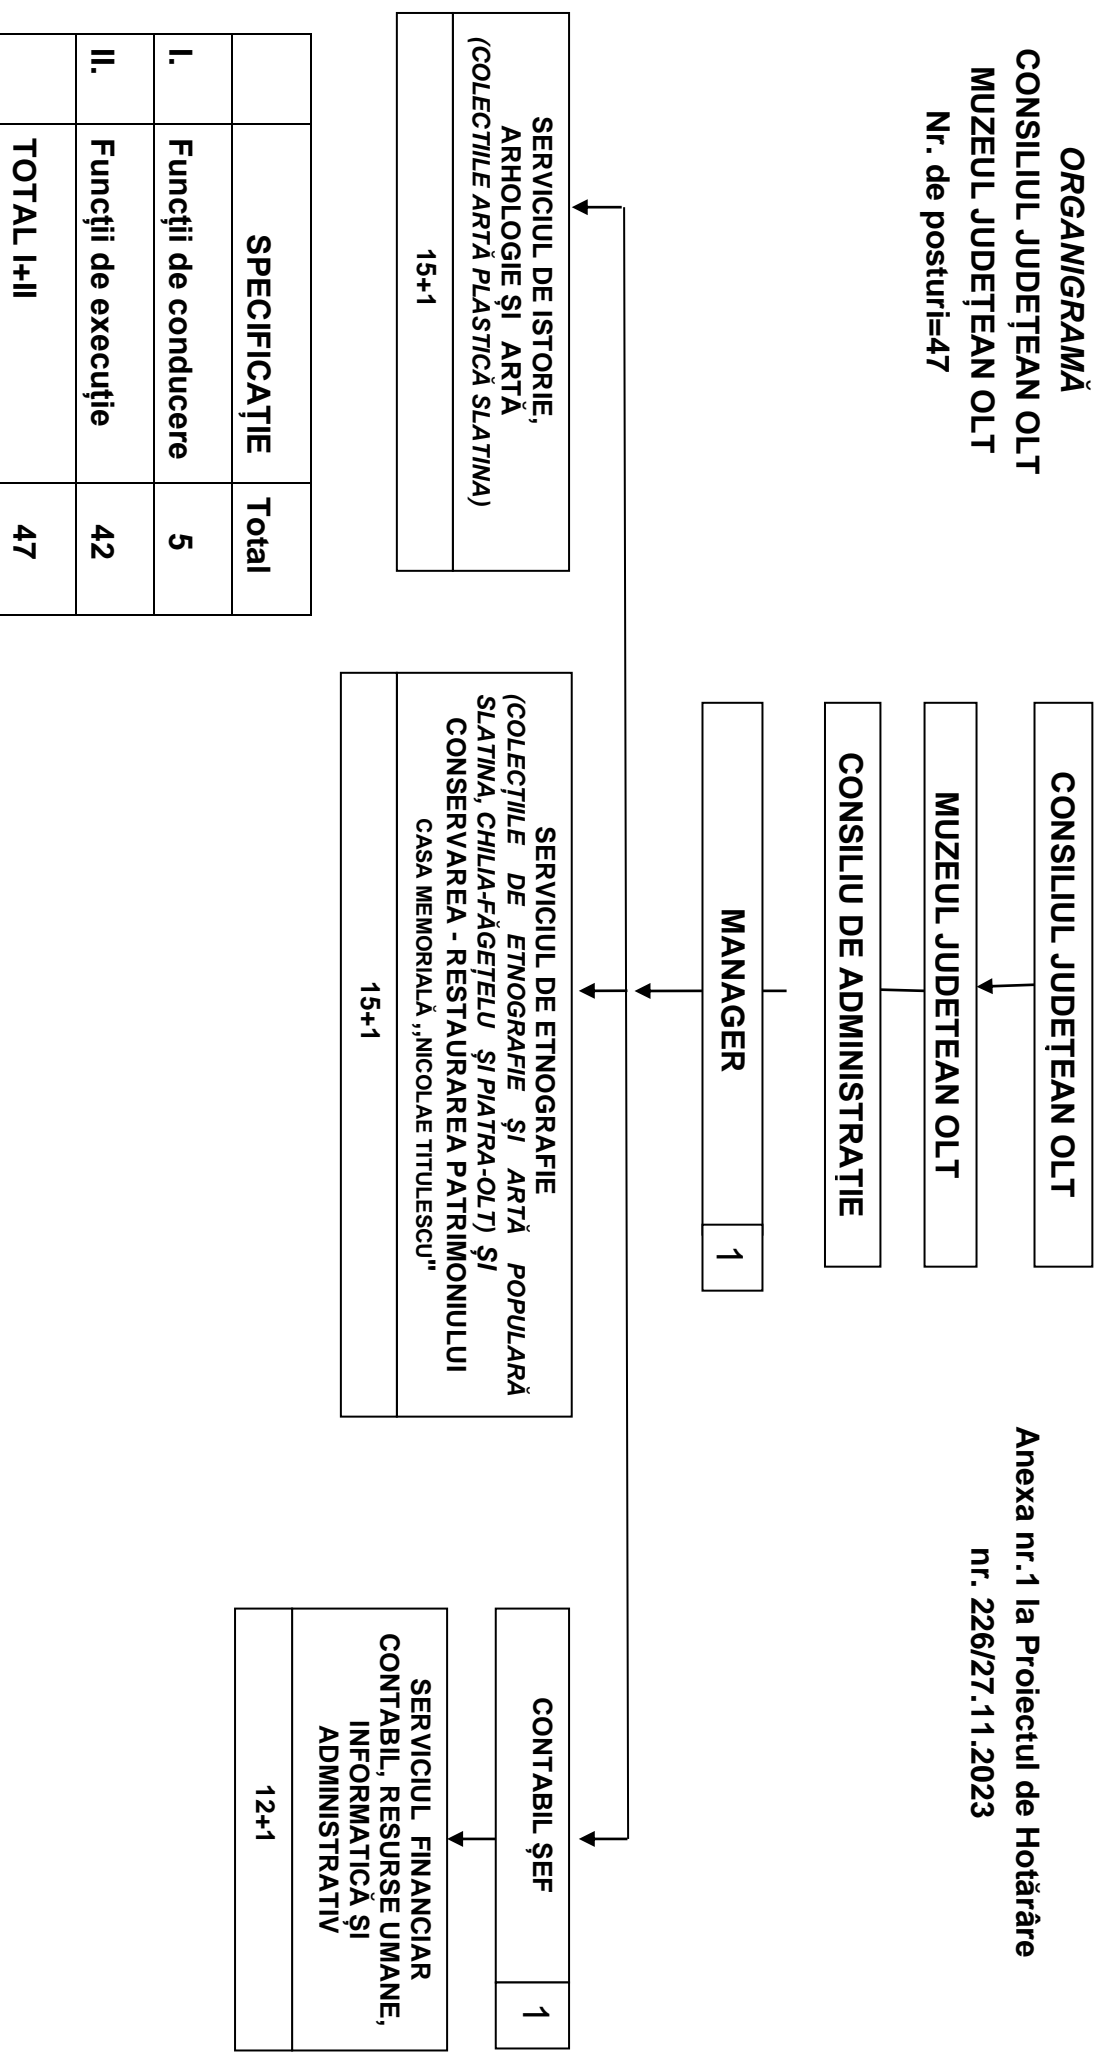 ORGANIGRAMĂ
CONSILIUL JUDEȚEAN OLT
MUZEUL JUDEȚEAN OLT
Nr. de posturi=47
Anexa nr.1 la Proiectul de Hotărâre
nr. 226/27.11.2023
CONSILIUL JUDEȚEAN OLT
MUZEUL JUDETEAN OLT
CONSILIU DE ADMINISTRAȚIE
MANAGER 1
SERVICIUL DE ISTORIE,
ARHOLOGIE ȘI ARTĂ
(COLECTIILE ARTĂ PLASTICĂ SLATINA)
15+1
SERVICIUL DE ETNOGRAFIE
(COLECȚIILE DE ETNOGRAFIE ȘI ARTĂ POPULARĂ
SLATINA, CHILIA-FĂGEȚELU ȘI PIATRA-OLT) ȘI
CONSERVAREA - RESTAURAREA PATRIMONIULUI
CASA MEMORIALĂ ,,NICOLAE TITULESCU"
15+1
CONTABIL ȘEF 1
SERVICIUL FINANCIAR
CONTABIL, RESURSE UMANE,
INFORMATICĂ ȘI
ADMINISTRATIV
12+1
SPECIFICAȚIE Total
I. Funcții de conducere 5
II. Funcții de execuție 42
TOTAL I+II 47